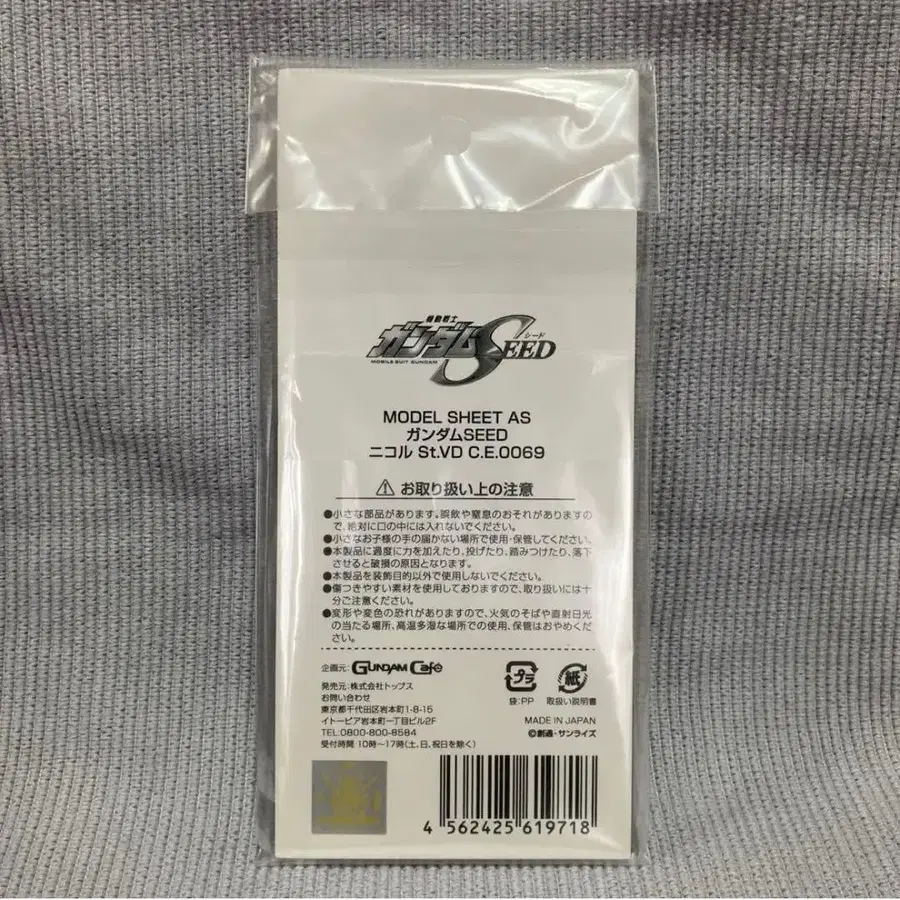 機動戦士
ガンダムSEED
シード
MOBILE SUIT GUNDAM
MODEL SHEET AS
ガンダムSEED
ニコル St.VD C.E.0069
お取り扱い上の注意
●小さな部品があります。誤飲や窒息のおそれがありますの
で、絶対に口の中には入れないでください。
●小さなお子様の手の届かない場所で使用・保管してください。
●本製品に過度に力を加えたり、投げたり、踏みつけたり、落下
させると破損の原因となります。
●本製品を装飾目的以外で使用しないでください。
●傷つきやすい素材を使用しておりますので、取り扱いには十
分ご注意ください。
●変形や変色の恐れがありますので、火気のそばや直射日光
の当たる場所、高温多湿な場所での使用、保管はおやめくだ
さい。
企画元: GUNDAM Café
発売元: 株式会社トップス
お問い合わせ
東京都千代田区岩本町1-8-15
イトーピア岩本町一丁目ビル2F
TEL.0800-800-8584
受付時間 10時~17時(土、日、祝日を除く)
プラ
袋:PP
紙
取扱い説明書
MADE IN JAPAN
©創通・サンライズ
4 562425 619718